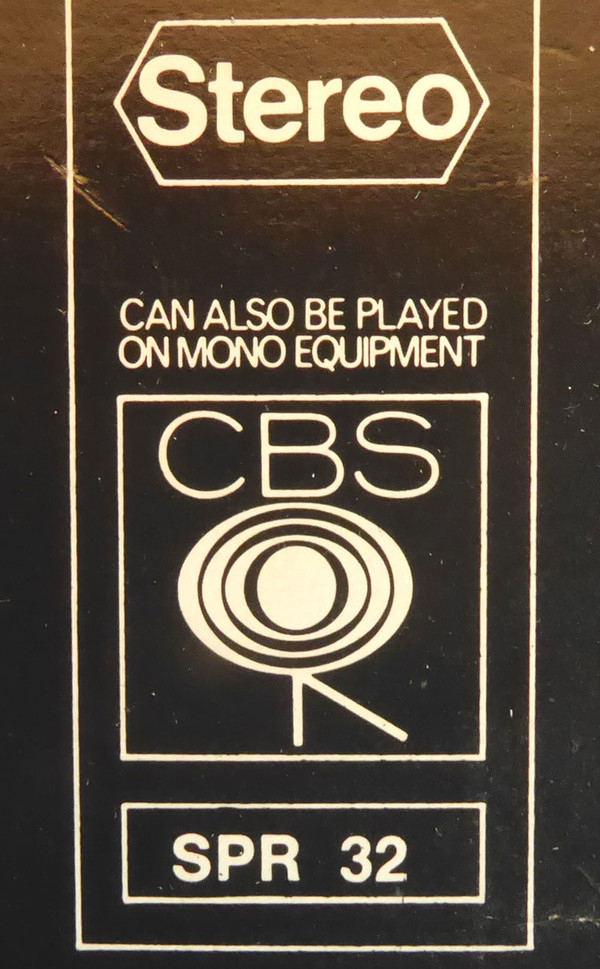 Stereo
CAN ALSO BE PLAYED
ON MONO EQUIPMENT
CBS
SPR 32